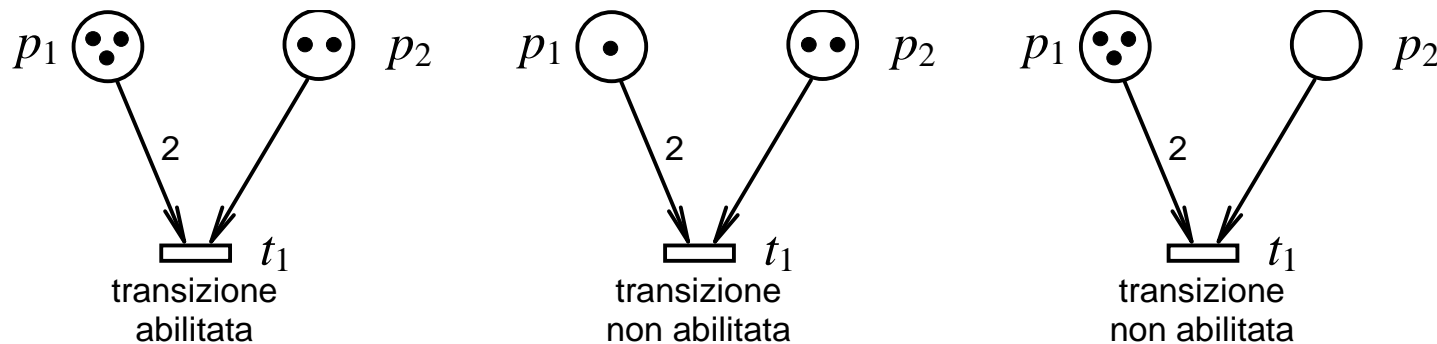 p1 p2 p1 p2 p1 p2
2 2 2
t1 t1 t1
transizione transizione transizione
abilitata non abilitata non abilitata